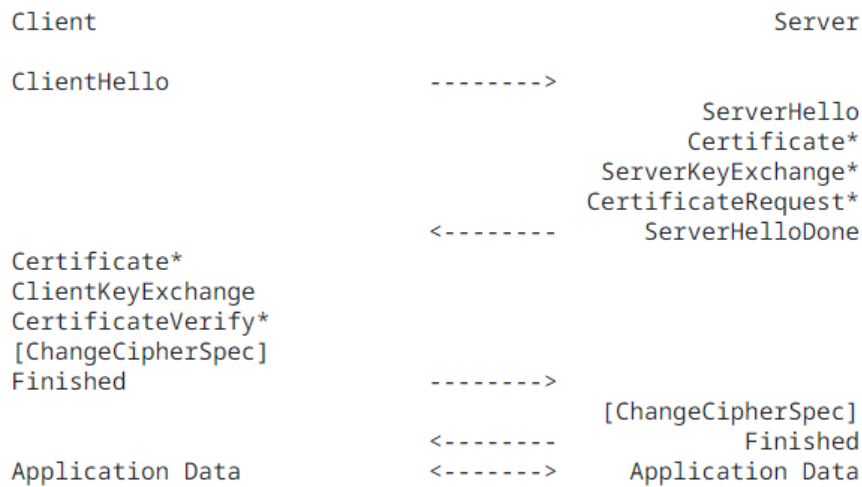 Client Server
ClientHello -------->
ServerHello
Certificate*
ServerKeyExchange*
CertificateRequest*
<-------- ServerHelloDone
Certificate*
ClientKeyExchange
CertificateVerify*
[ChangeCipherSpec]
Finished -------->
[ChangeCipherSpec]
<-------- Finished
Application Data <-------> Application Data